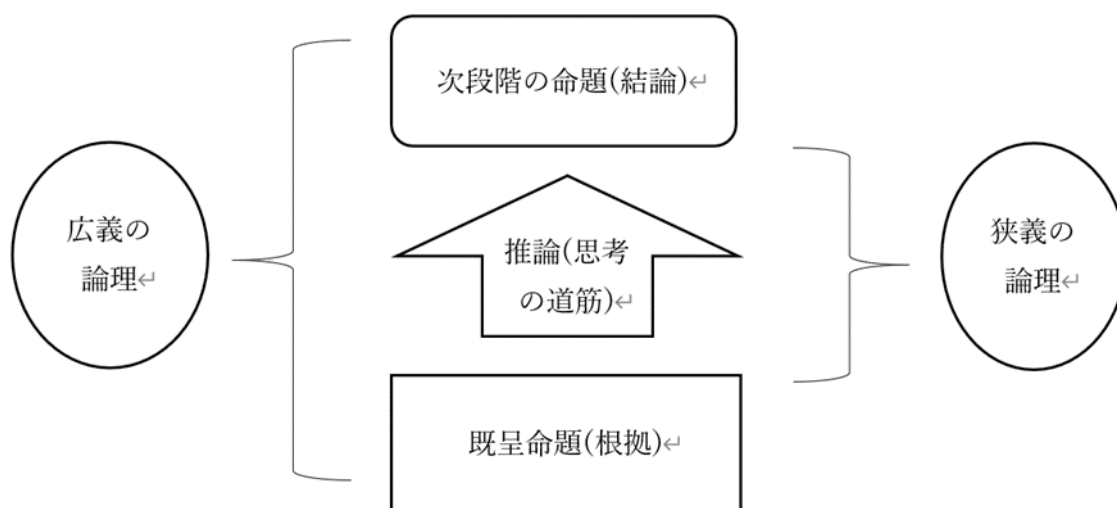 次段階の命題(結論)↵
広義の
論理↵
推論(思考
の道筋)↵
狭義の
論理↵
既呈命題(根拠)↵